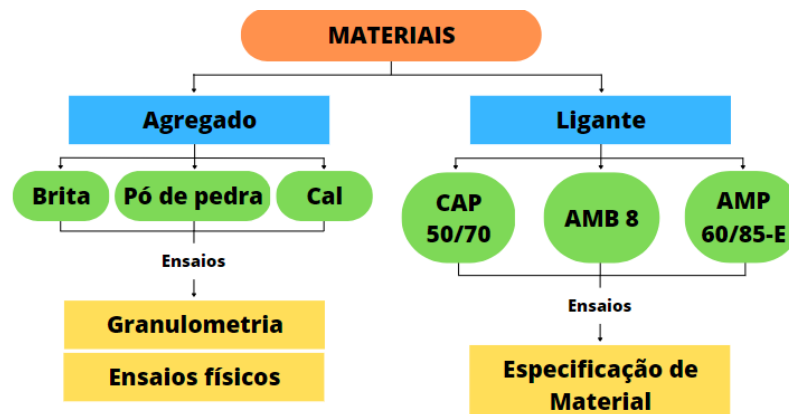 MATERIAIS
Agregado
Ligante
Brita
Pó de pedra
Cal
CAP
50/70
AMB 8
AMP
60/85-E
Ensaios
Granulometria
Ensaios físicos
Ensaios
Especificação de
Material